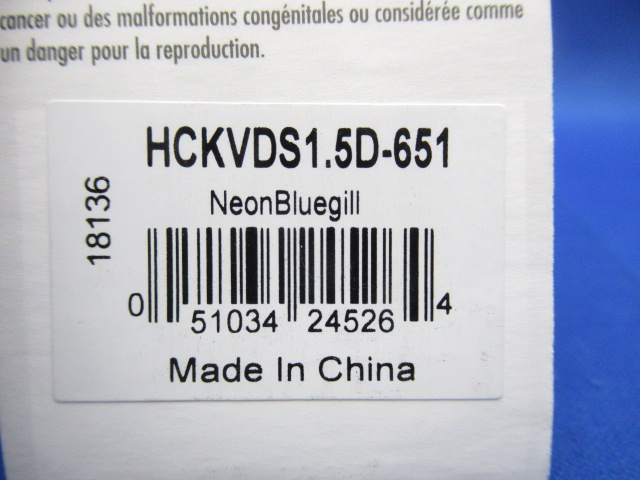 cancer ou des malformations congénitales ou considérée comme
un danger pour la reproduction.
HCKVDS1.5D-651
18136
NeonBluegill
0 51034 24526 4
Made In China